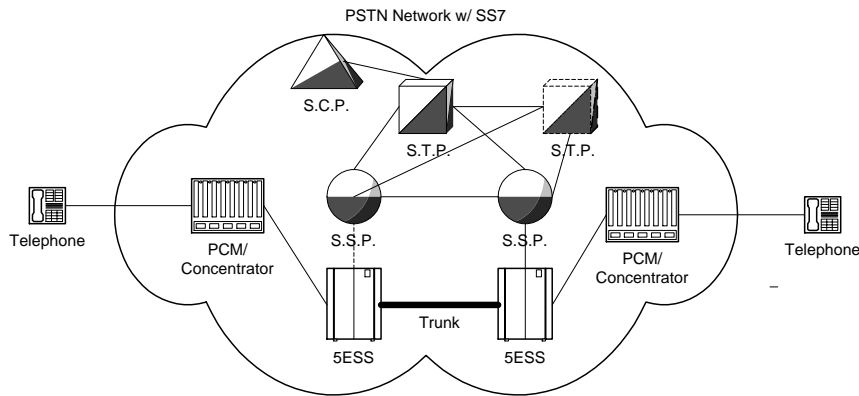 PSTN Network w/ SS7
S.C.P.
S.T.P.
S.T.P.
S.S.P.
S.S.P.
Telephone
PCM/
Concentrator
PCM/
Concentrator
Telephone
Trunk
5ESS
5ESS